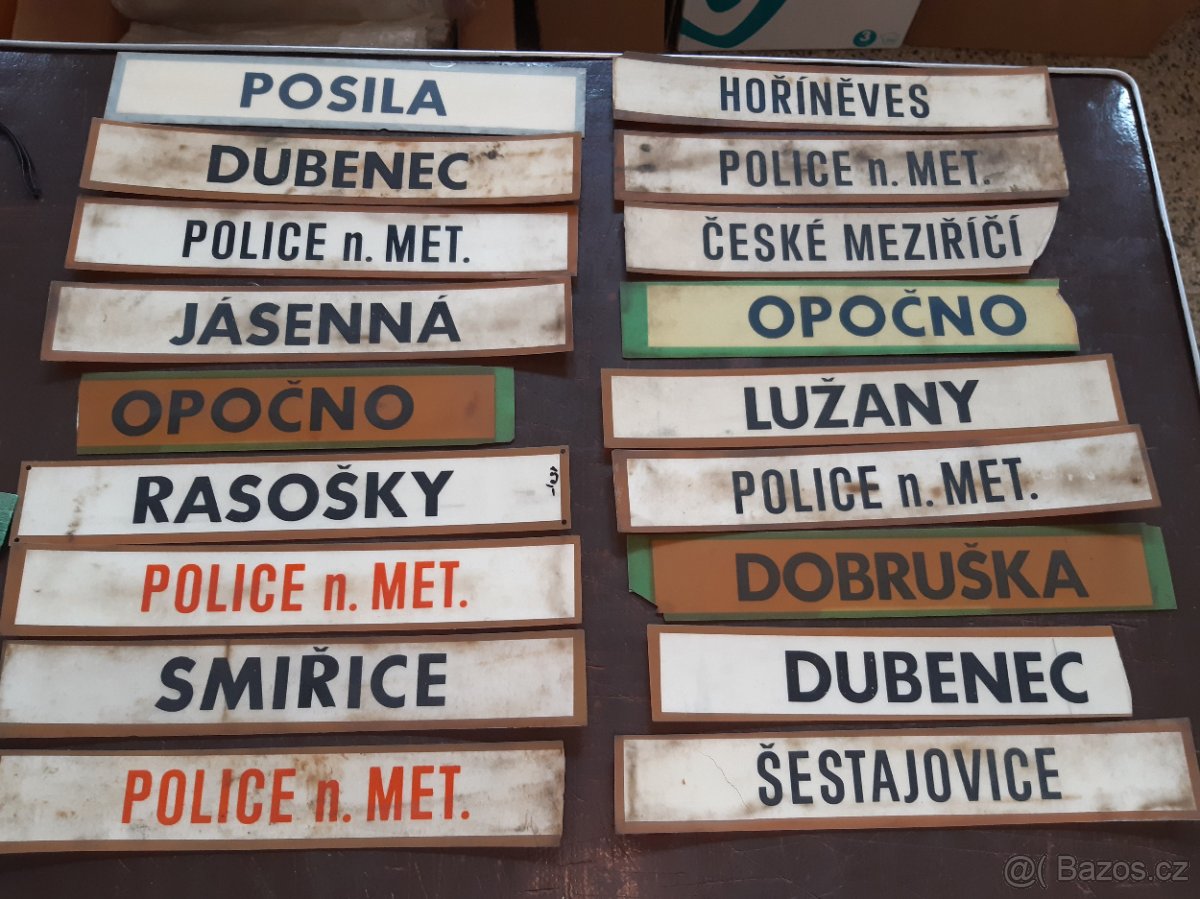 POSILA
DUBENEC
POLICE n. MET.
JÁSENNÁ
OPOČNO
RASOŠKY
POLICE n. MET.
SMIŘICE
POLICE n. MET.
HOŘÍNĚVES
POLICE n. MET.
ČESKÉ MEZIŘÍČÍ
OPOČNO
LUŽANY
POLICE n. MET.
DOBRUŠKA
DUBENEC
ŠESTAJOVICE
3
@( Bazos.cz